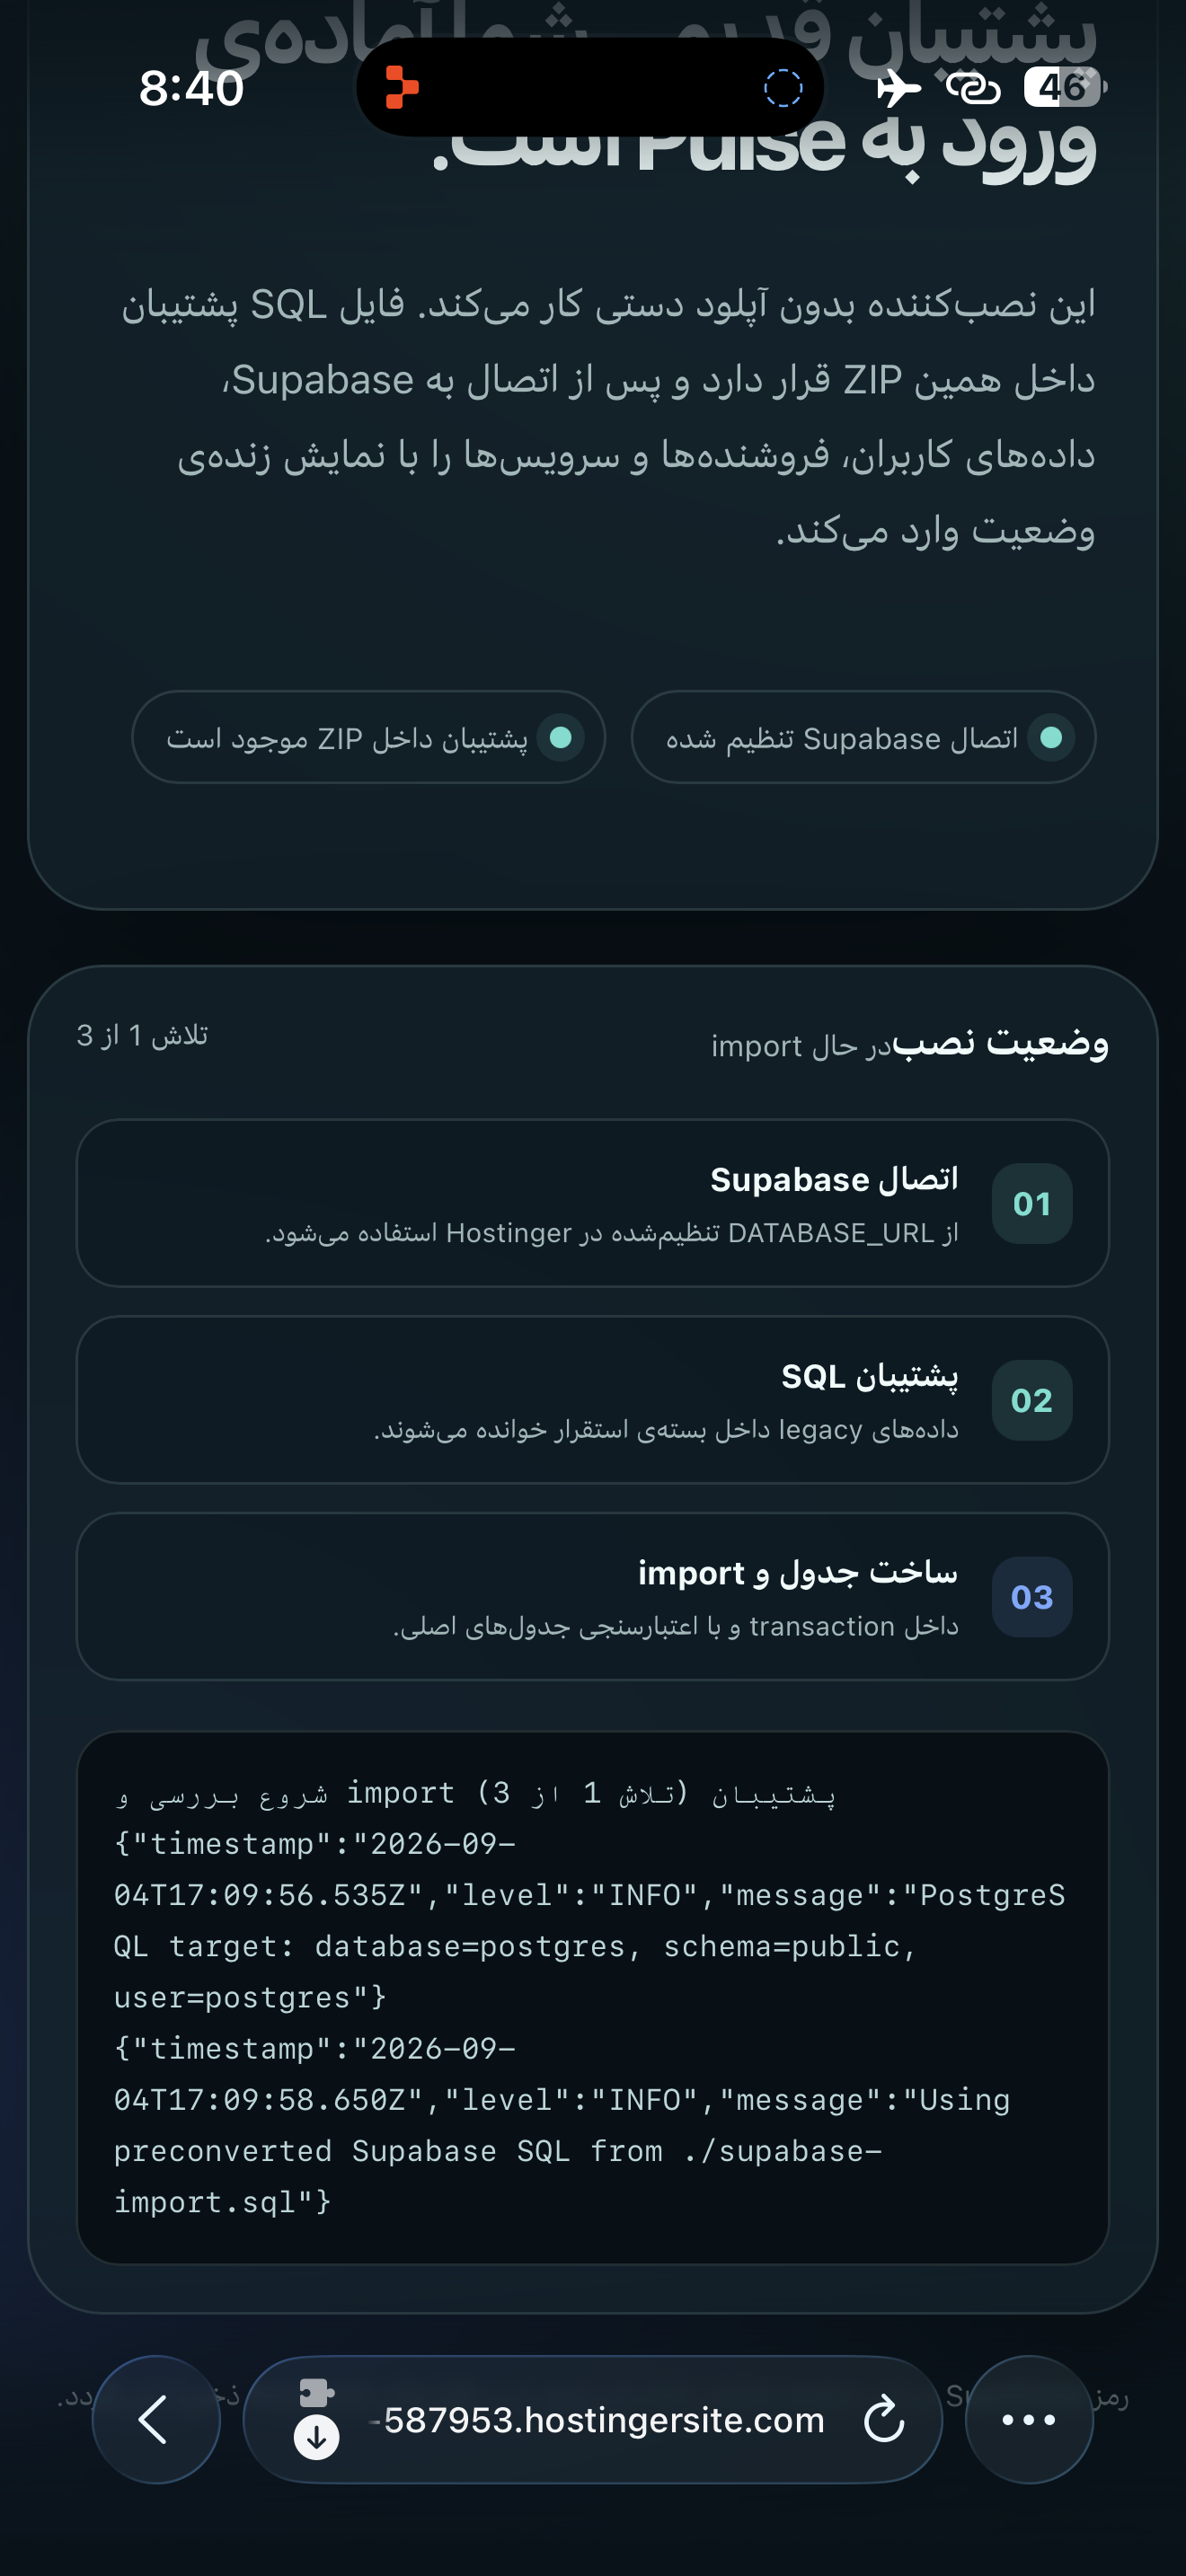 8:40
46
پشتیبان قدیمی شما آماده‌ی
ورود به Pulse است.
این نصب‌کننده بدون آپلود دستی کار می‌کند. فایل SQL پشتیبان
داخل همین ZIP قرار دارد و پس از اتصال به Supabase،
داده‌های کاربران، فروشنده‌ها و سرویس‌ها را با نمایش زنده‌ی
وضعیت وارد می‌کند.
اتصال Supabase تنظیم شده
پشتیبان داخل ZIP موجود است
وضعیت نصب در حال import
تلاش 1 از 3
01
اتصال Supabase
از DATABASE_URL تنظیم‌شده در Hostinger استفاده می‌شود.
02
پشتیبان SQL
داده‌های legacy داخل بسته‌ی استقرار خوانده می‌شوند.
03
ساخت جدول و import
داخل transaction و با اعتبارسنجی جدول‌های اصلی.
شروع بررسی و import پشتیبان (تلاش 1 از 3)
{"timestamp":"2026-09-
04T17:09:56.535Z","level":"INFO","message":"PostgreS
QL target: database=postgres, schema=public,
user=postgres"}
{"timestamp":"2026-09-
04T17:09:58.650Z","level":"INFO","message":"Using
preconverted Supabase SQL from ./supabase-
import.sql"}
رمز
-587953.hostingersite.com